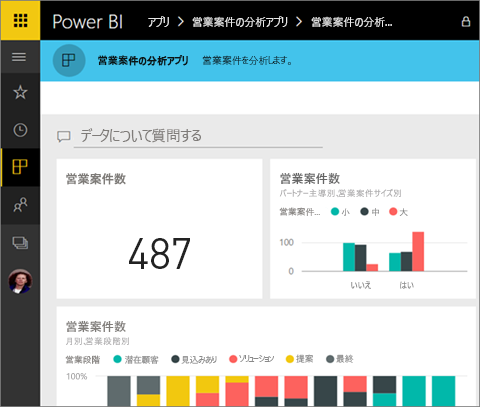 Power BI アプリ > 営業案件の分析アプリ > 営業案件の分析...
営業案件の分析アプリ 営業案件を分析します。
データについて質問する
営業案件数
487
営業案件数
パートナー主導別,営業案件サイズ別
営業案件... 小 中 大
100
0
いいえ はい
営業案件数
月別,営業段階別
営業段階 潜在顧客 見込みあり ソリューション 提案 最終
100%